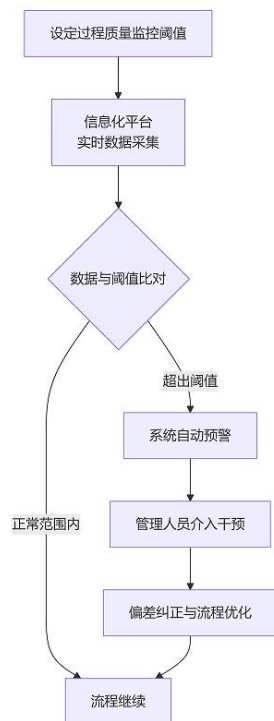 设定过程质量监控阈值
信息化平台
实时数据采集
数据与阈值比对
超出阈值
系统自动预警
正常范围内
管理人员介入干预
偏差纠正与流程优化
流程继续